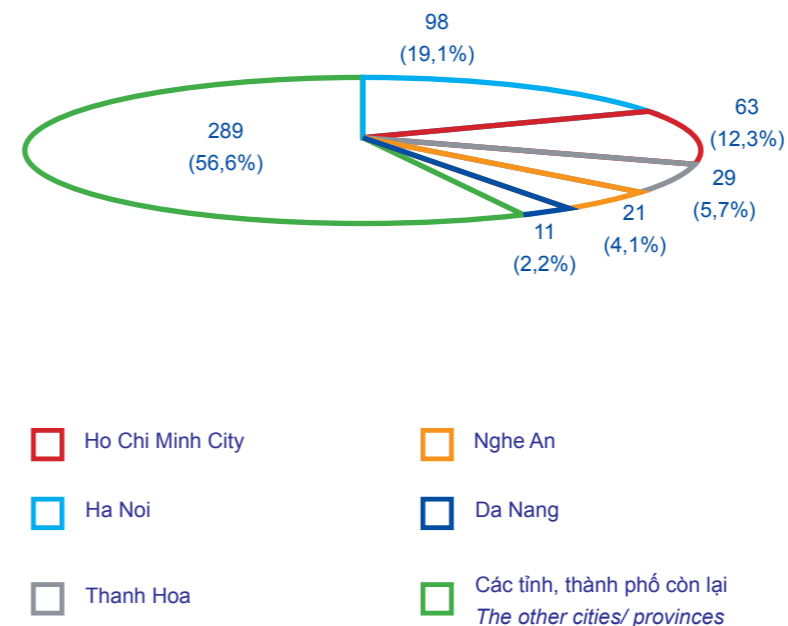 98
(19,1%)
63
(12,3%)
289
(56,6%)
29
(5,7%)
21
(4,1%)
11
(2,2%)
Ho Chi Minh City
Nghe An
Ha Noi
Da Nang
Thanh Hoa
Các tỉnh, thành phố còn lại
The other cities/ provinces